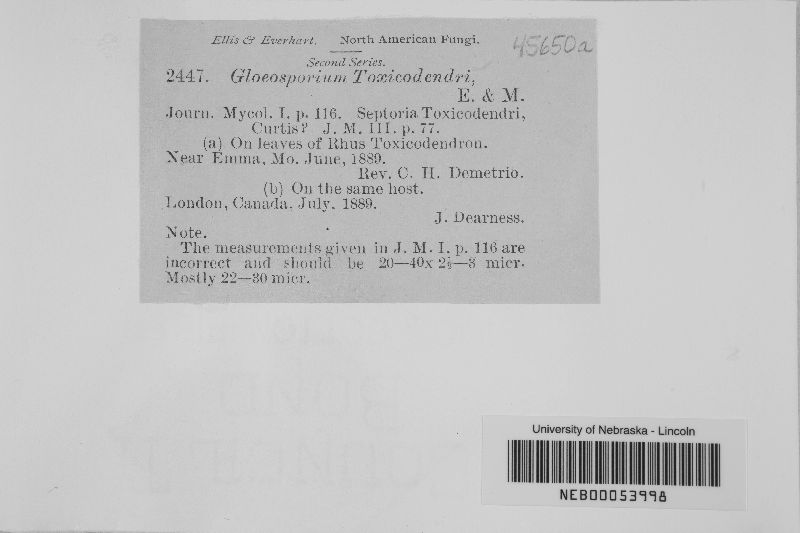 Ellis & Everhart. North American Fungi. 45650a
Second Series.
2447. Gloeosporium Toxicodendri,
E. & M.
Journ. Mycol. I. p. 116. Septoria Toxicodendri,
Curtis? J. M. III. p. 77.
(a) On leaves of Rhus Toxicodendron.
Near Emma, Mo. June, 1889.
Rev. C. H. Demetrio.
(b) On the same host.
London, Canada, July, 1889.
J. Dearness.
Note.
The measurements given in J. M. I. p. 116 are
incorrect and should be 20—40x 2½—3 micr.
Mostly 22—30 micr.
University of Nebraska - Lincoln
NEB00053998